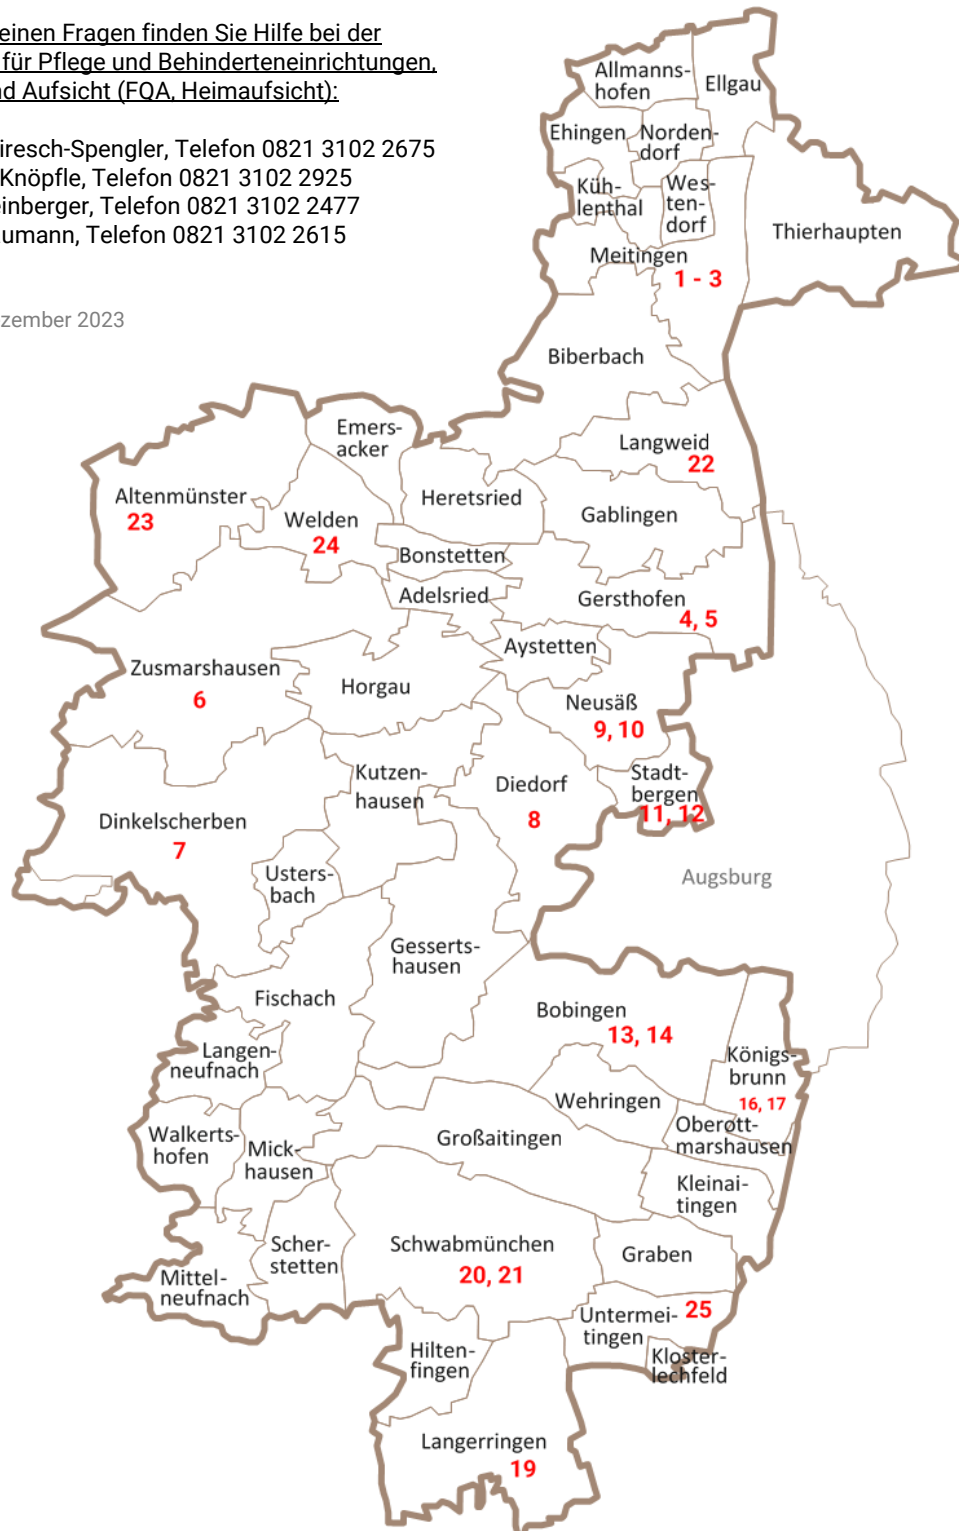 einen Fragen finden Sie Hilfe bei der
für Pflege und Behinderteneinrichtungen,
d Aufsicht (FQA, Heimaufsicht):
iresch-Spengler, Telefon 0821 3102 2675
Knöpfle, Telefon 0821 3102 2925
einberger, Telefon 0821 3102 2477
umann, Telefon 0821 3102 2615
zember 2023
Allmanns-
hofen
Ellgau
Ehingen
Norden-
dorf
Küh-
lenthal
Wes-
ten-
dorf
Thierhaupten
Meitingen
1 - 3
Biberbach
Emers-
acker
Langweid
22
Altenmünster
23
Heretsried
Gablingen
Welden
24
Bonstetten
Adelsried
Gersthofen
4, 5
Aystetten
Zusmarshausen
6
Horgau
Neusäß
9, 10
Kutzen-
hausen
Diedorf
8
Stadt-
bergen
11, 12
Dinkelscherben
7
Usters-
bach
Augsburg
Gesserts-
hausen
Fischach
Bobingen
13, 14
Langen-
neufnach
Königs-
brunn
16, 17
Wehringen
Oberott-
marshausen
Walkerts-
hofen
Mick-
hausen
Großaitingen
Kleinai-
tingen
Scher-
stetten
Schwabmünchen
20, 21
Graben
Mittel-
neufnach
Untermei-
tingen
25
Hilten-
fingen
Kloster-
lechfeld
Langerringen
19